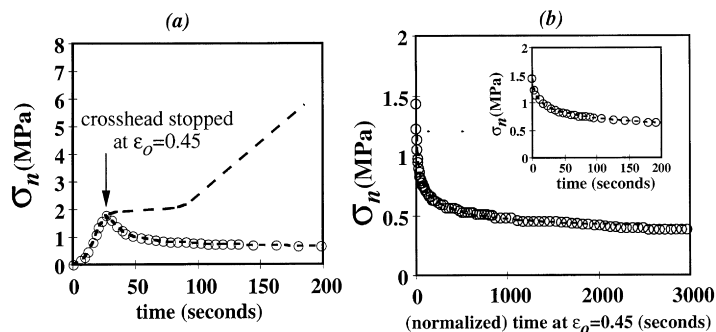 (a)
8
7
6
5
4
3
2
1
0
σn(MPa)
crosshead stopped
at εo=0.45
0 50 100 150 200
time (seconds)
(b)
2
1.5
1
0.5
0
σn(MPa)
2
1.5
1
0.5
0
σn(MPa)
0 50 100 150 200
time (seconds)
0 1000 2000 3000
(normalized) time at εo=0.45 (seconds)